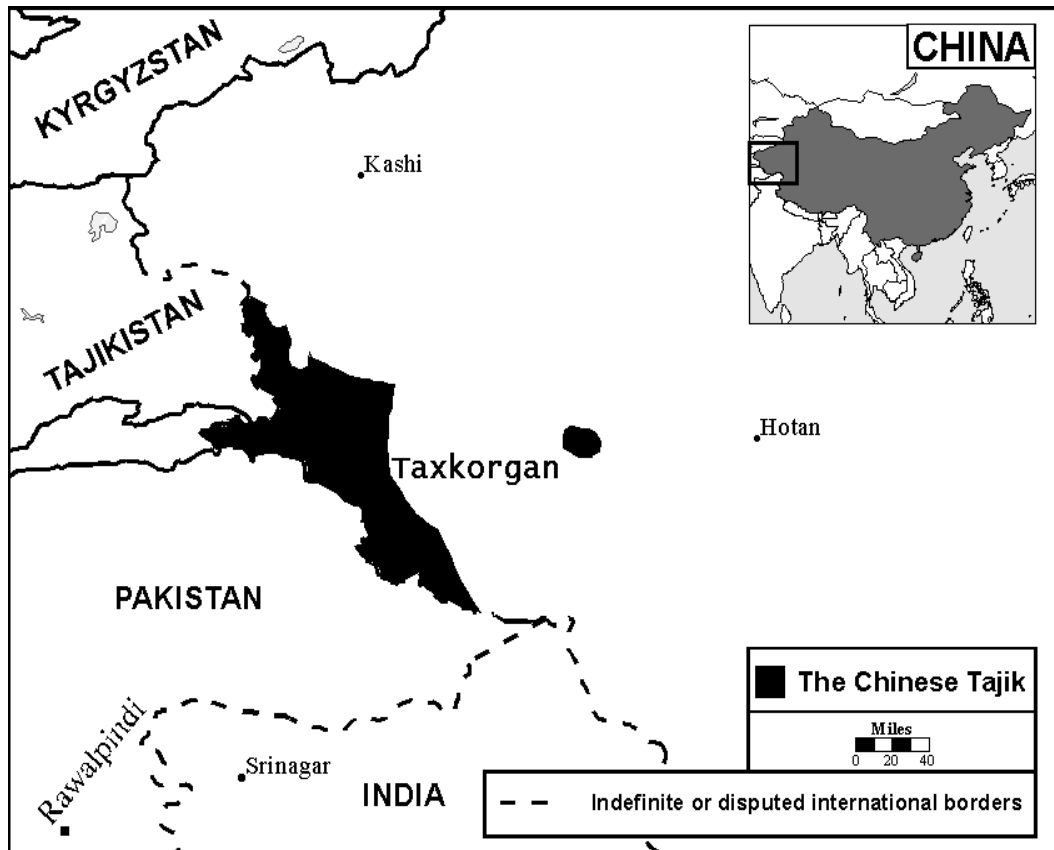 KYRGYZSTAN
CHINA
Kashi
TAJIKISTAN
Hotan
Taxkorgan
PAKISTAN
The Chinese Tajik
Miles
0 20 40
Rawalpindi
Srinagar
INDIA
Indefinite or disputed international borders